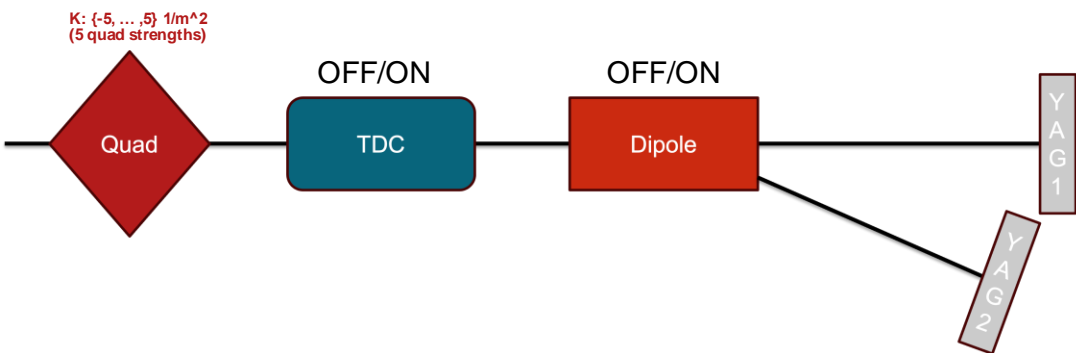 K: {-5, ... ,5} 1/m^2
(5 quad strengths)
OFF/ON
OFF/ON
Quad
TDC
Dipole
YAG1
YAG2